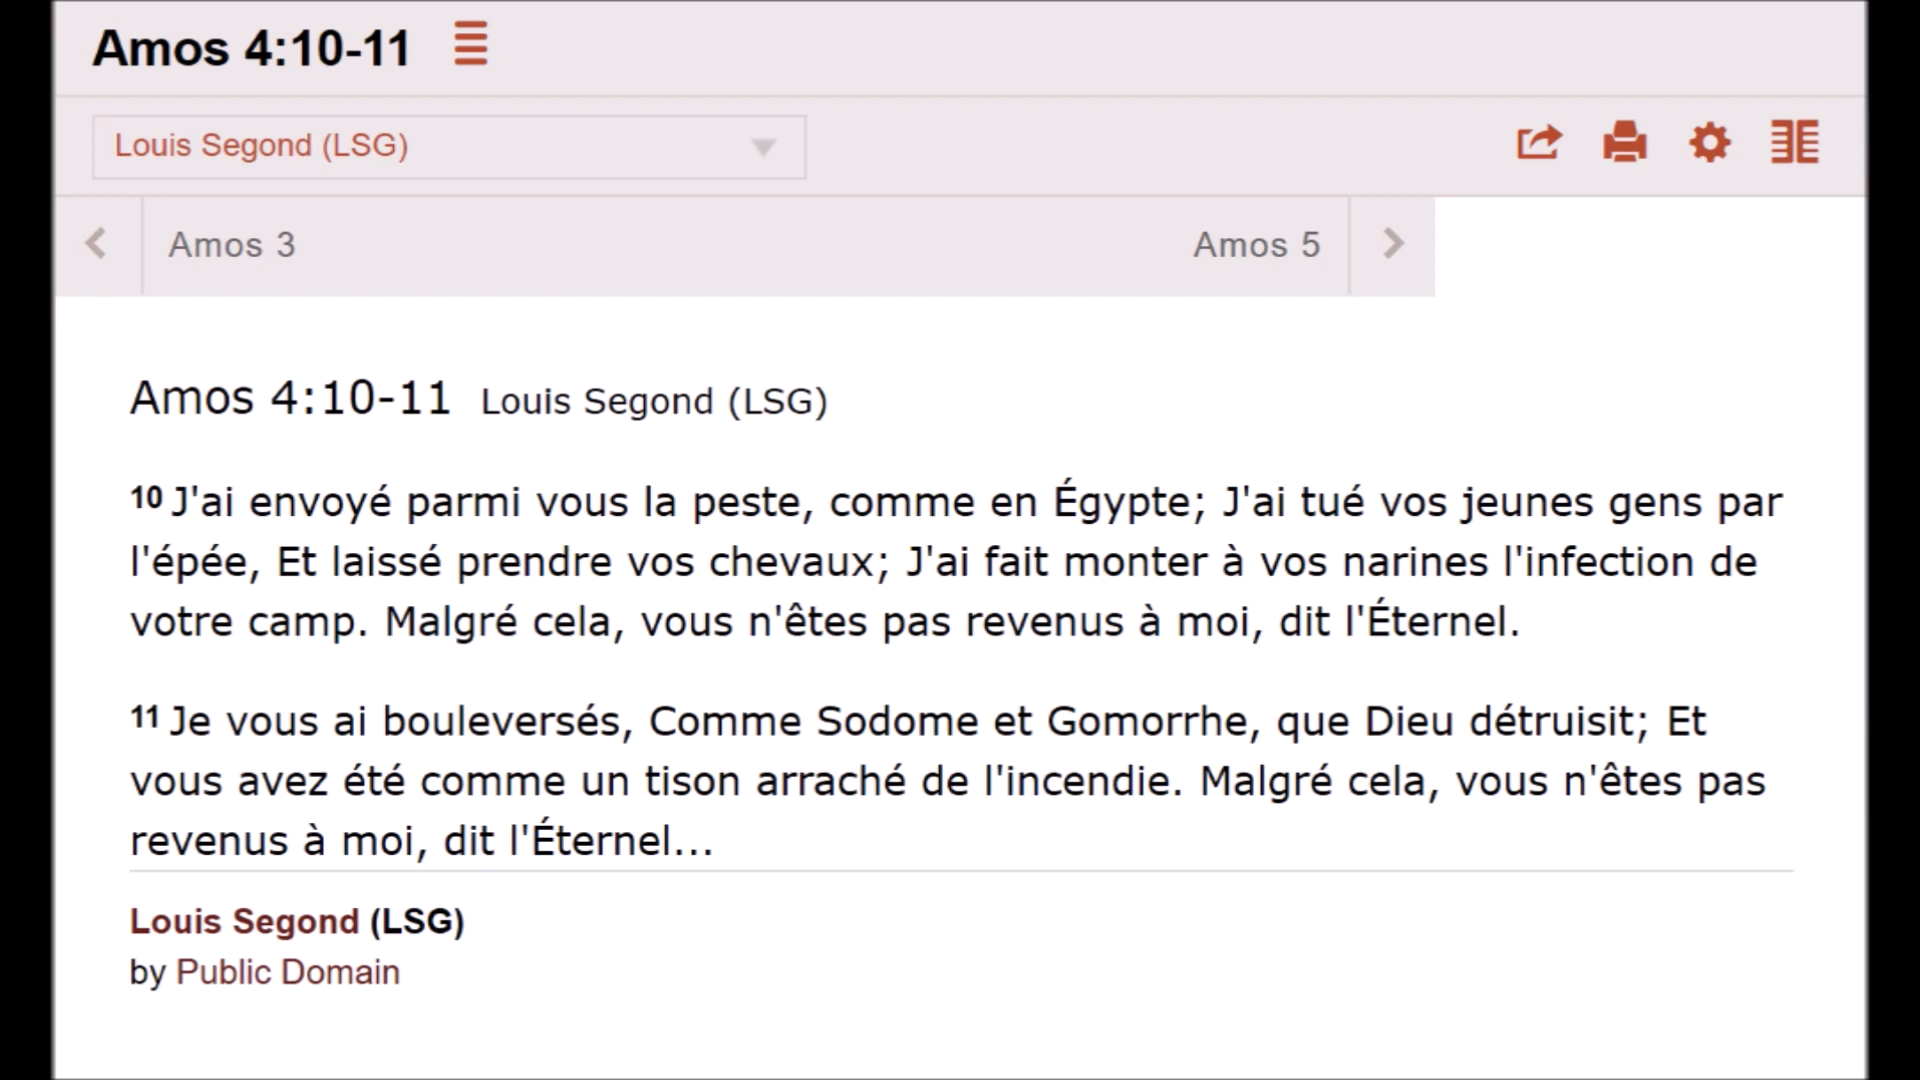 Amos 4:10-11
Louis Segond (LSG)
Amos 3
Amos 5
Amos 4:10-11 Louis Segond (LSG)
10 J'ai envoyé parmi vous la peste, comme en Égypte; J'ai tué vos jeunes gens par
l'épée, Et laissé prendre vos chevaux; J'ai fait monter à vos narines l'infection de
votre camp. Malgré cela, vous n'êtes pas revenus à moi, dit l'Éternel.
11 Je vous ai bouleversés, Comme Sodome et Gomorrhe, que Dieu détruisit; Et
vous avez été comme un tison arraché de l'incendie. Malgré cela, vous n'êtes pas
revenus à moi, dit l'Éternel...
Louis Segond (LSG)
by Public Domain